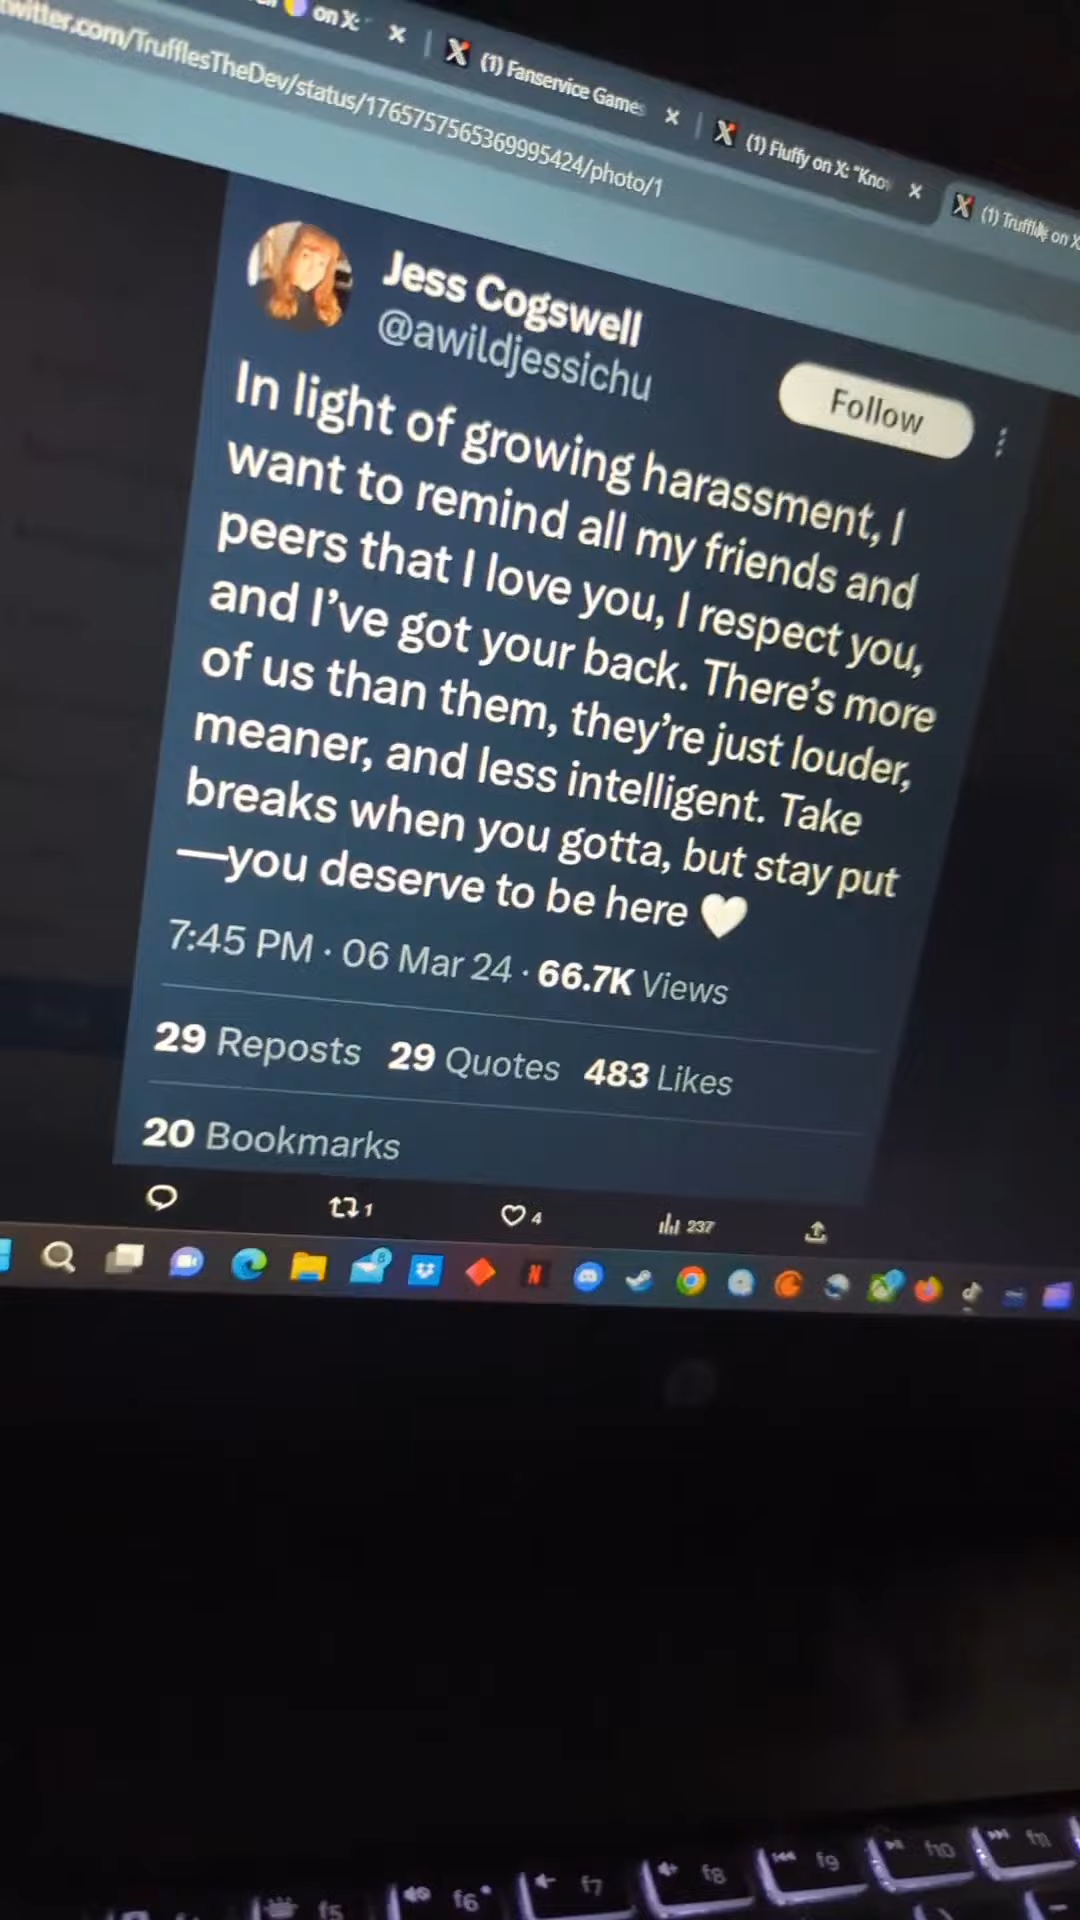 on X:
(1) Fanservice Game
(1) Fluffy on X: "Kno
(1) Truffles on X
twitter.com/TrufflesTheDev/status/1765757565369995424/photo/1
Jess Cogswell
@awildjessichu
Follow
In light of growing harassment, I
want to remind all my friends and
peers that I love you, I respect you,
and I've got your back. There's more
of us than them, they're just louder,
meaner, and less intelligent. Take
breaks when you gotta, but stay put
—you deserve to be here
7:45 PM · 06 Mar 24 · 66.7K Views
29 Reposts 29 Quotes 483 Likes
20 Bookmarks
1 4 237
N
f5 f6 f7 f8 f9 f10 f11